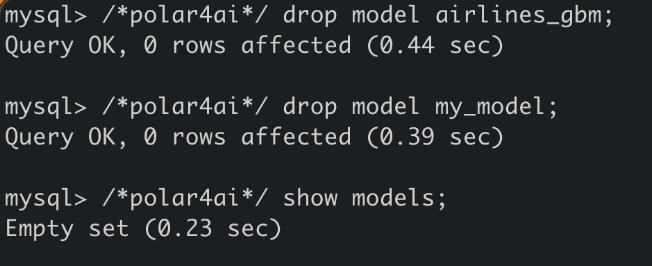 mysql> /*polar4ai*/ drop model airlines_gbm;
Query OK, 0 rows affected (0.44 sec)
mysql> /*polar4ai*/ drop model my_model;
Query OK, 0 rows affected (0.39 sec)
mysql> /*polar4ai*/ show models;
Empty set (0.23 sec)